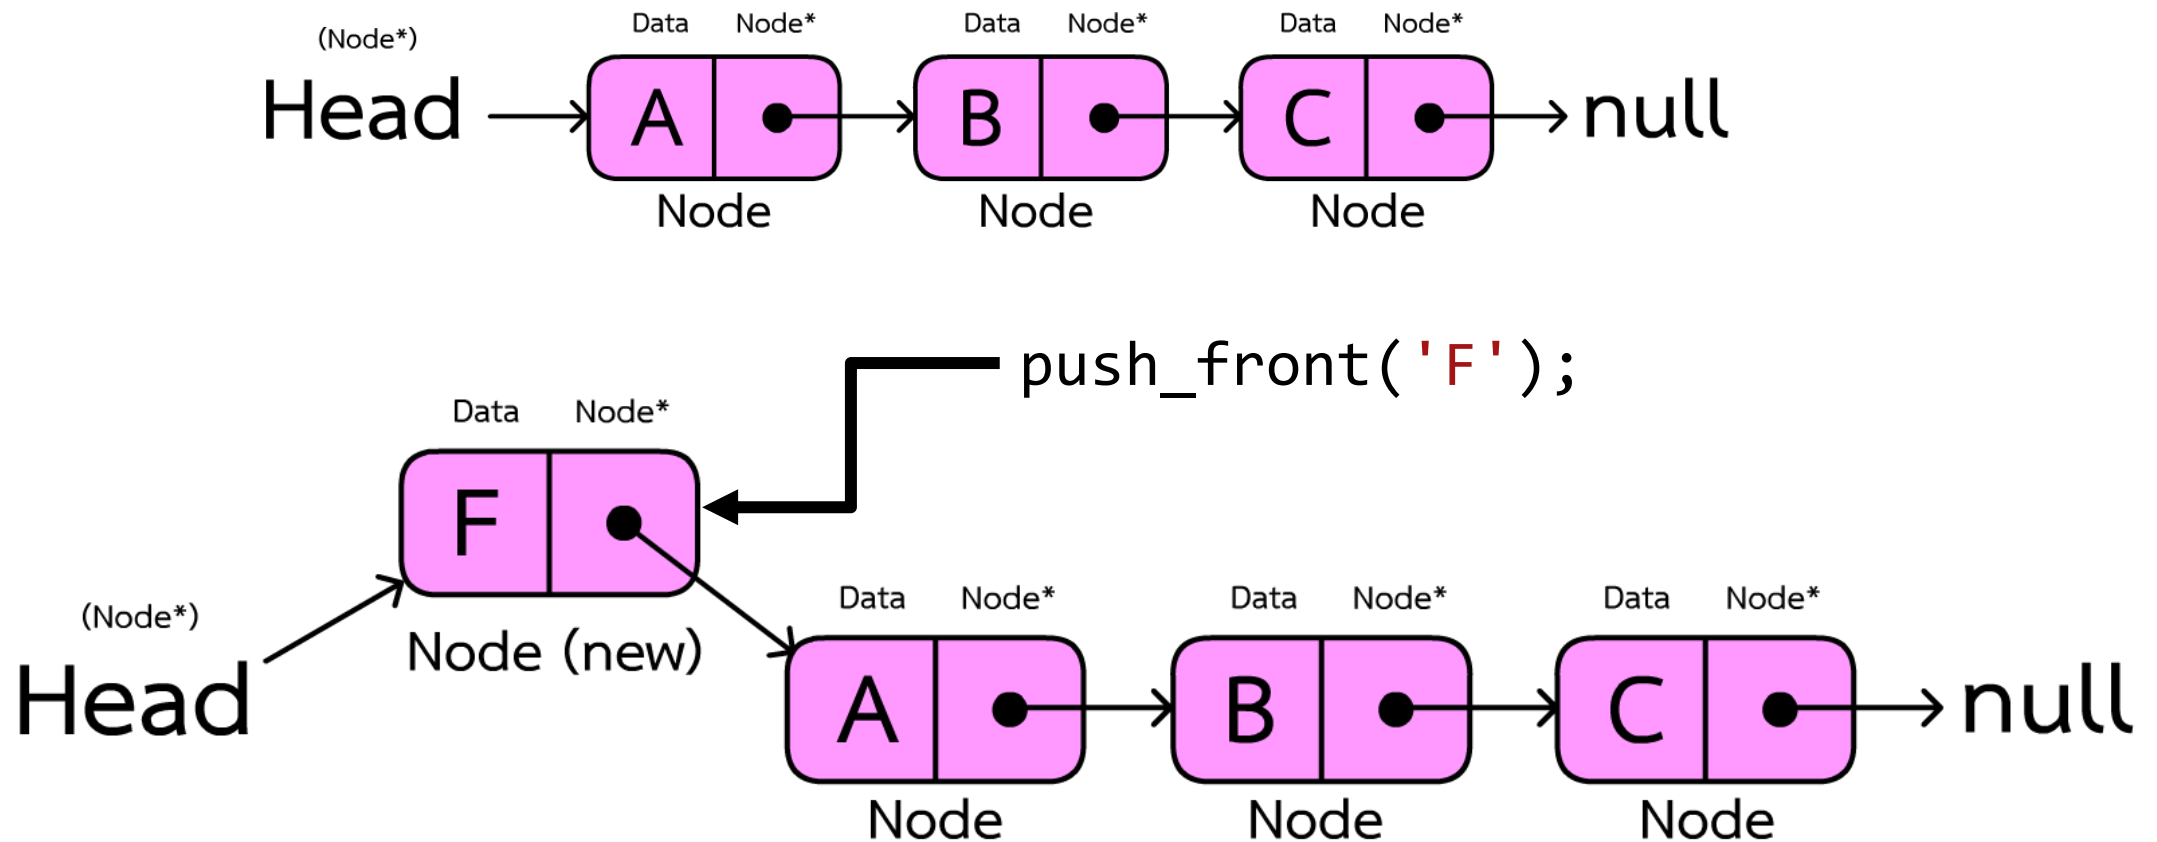 Data Node* Data Node* Data Node*
(Node*)
Head A B C null
Node Node Node
push_front('F');
Data Node*
F
Data Node* Data Node* Data Node*
(Node*)
Node (new)
Head A B C null
Node Node Node